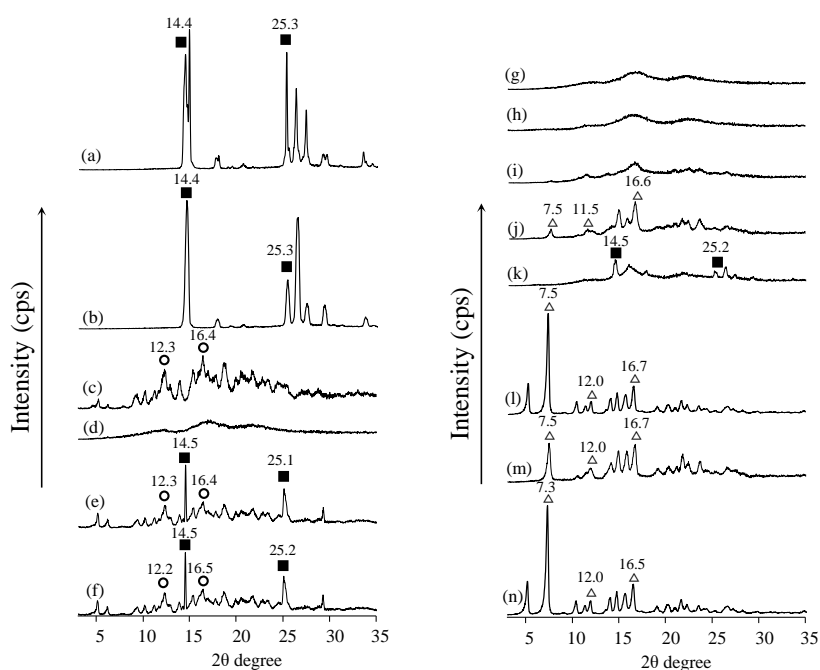 14.4
25.3
(a)
14.4
25.3
(b)
12.3
16.4
(c)
(d)
14.5
25.1
12.3
16.4
(e)
14.5
25.2
12.2
16.5
(f)
5 10 15 20 25 30 35
2θ degree
Intensity (cps)
(g)
(h)
(i)
16.6
7.5 11.5
(j)
14.5
25.2
(k)
7.5
12.0
16.7
(l)
7.5
12.0
16.7
(m)
7.3
12.0
16.5
(n)
5 10 15 20 25 30 35
2θ degree
Intensity (cps)